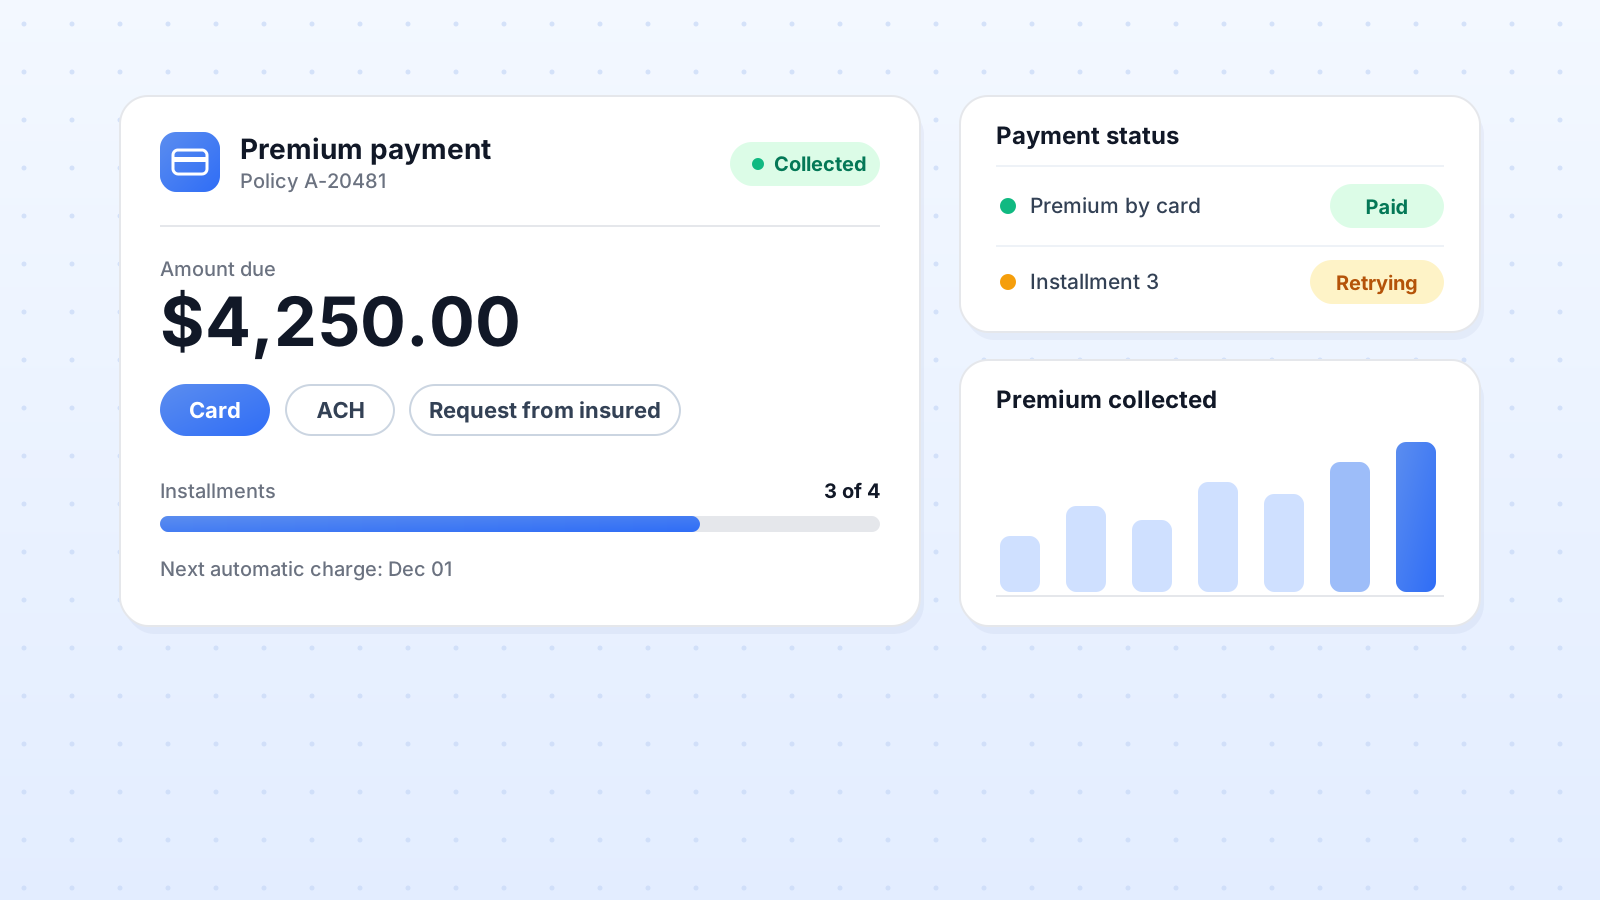 Premium payment
Policy A-20481
Collected
Amount due
$4,250.00
Card
ACH
Request from insured
Installments
3 of 4
Next automatic charge: Dec 01
Payment status
Premium by card
Paid
Installment 3
Retrying
Premium collected